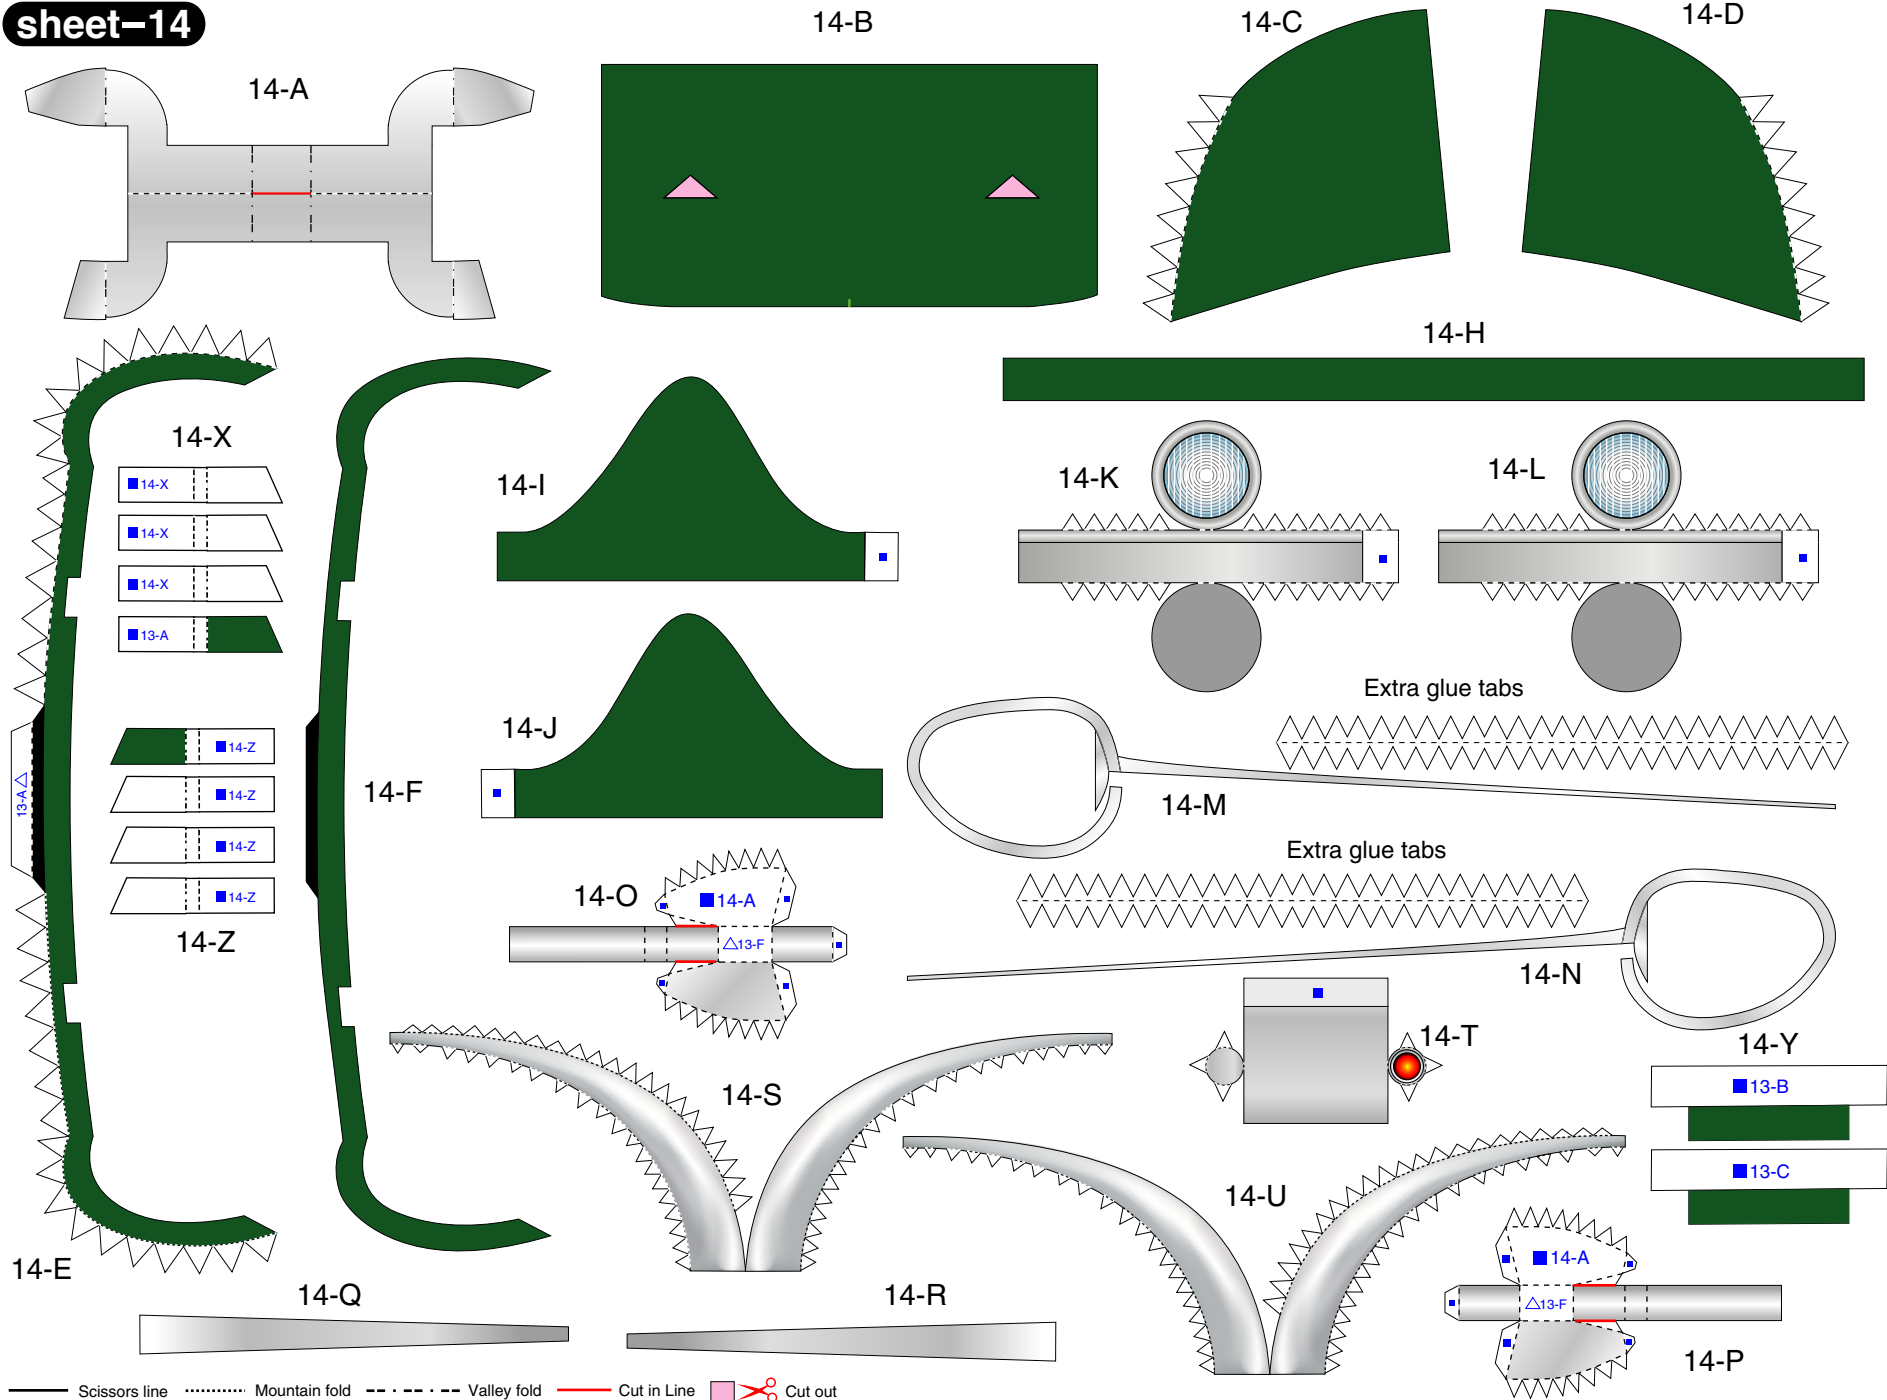 sheet-14
14-A
14-B
14-C
14-D
14-H
14-X
14-X
14-X
14-X
13-A
14-I
14-K
14-L
Extra glue tabs
14-J
14-M
14-Z
14-Z
14-Z
14-Z
14-Z
13-A △
14-F
Extra glue tabs
14-O
14-A
△13-F
14-N
14-T
14-Y
13-B
13-C
14-S
14-U
14-E
14-Q
14-R
14-A
△13-F
14-P
Scissors line
Mountain fold
Valley fold
Cut in Line
Cut out